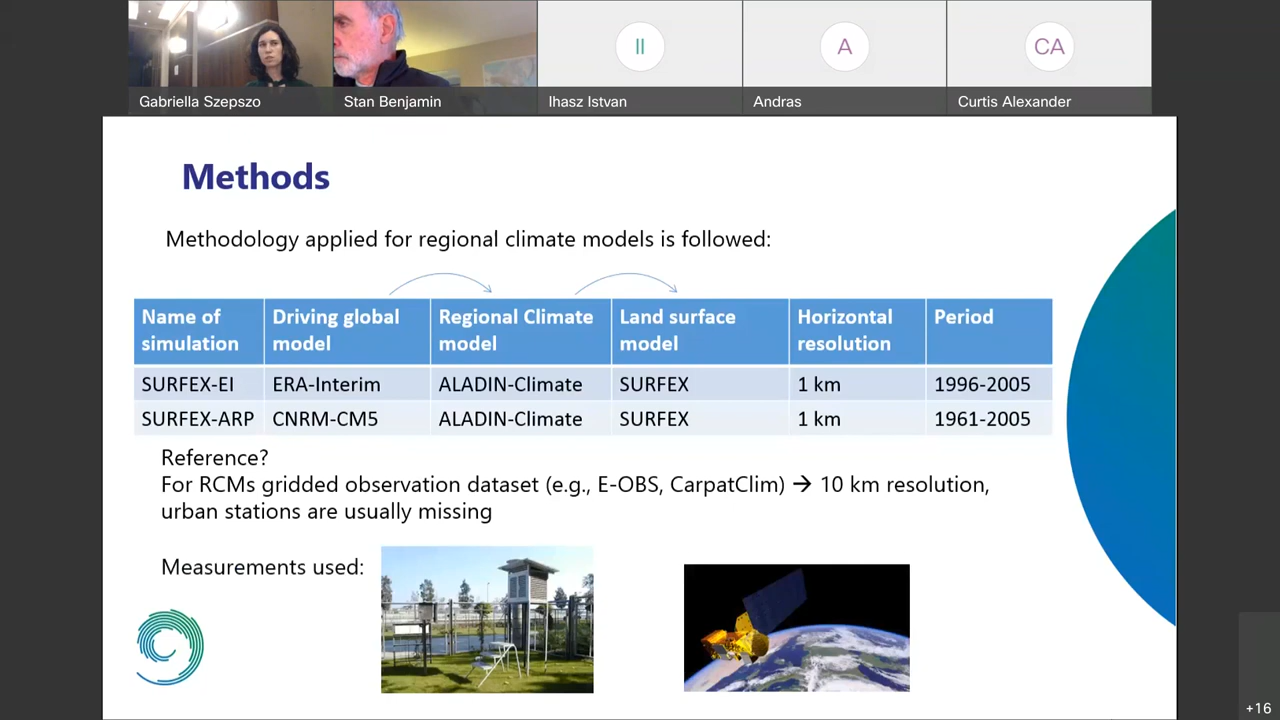 II
A
CA
Gabriella Szepszo
Stan Benjamin
Ihasz Istvan
Andras
Curtis Alexander
Methods
Methodology applied for regional climate models is followed:
Name of simulation
Driving global model
Regional Climate model
Land surface model
Horizontal resolution
Period
SURFEX-EI
ERA-Interim
ALADIN-Climate
SURFEX
1 km
1996-2005
SURFEX-ARP
CNRM-CM5
ALADIN-Climate
SURFEX
1 km
1961-2005
Reference?
For RCMs gridded observation dataset (e.g., E-OBS, CarpatClim) → 10 km resolution,
urban stations are usually missing
Measurements used:
+16